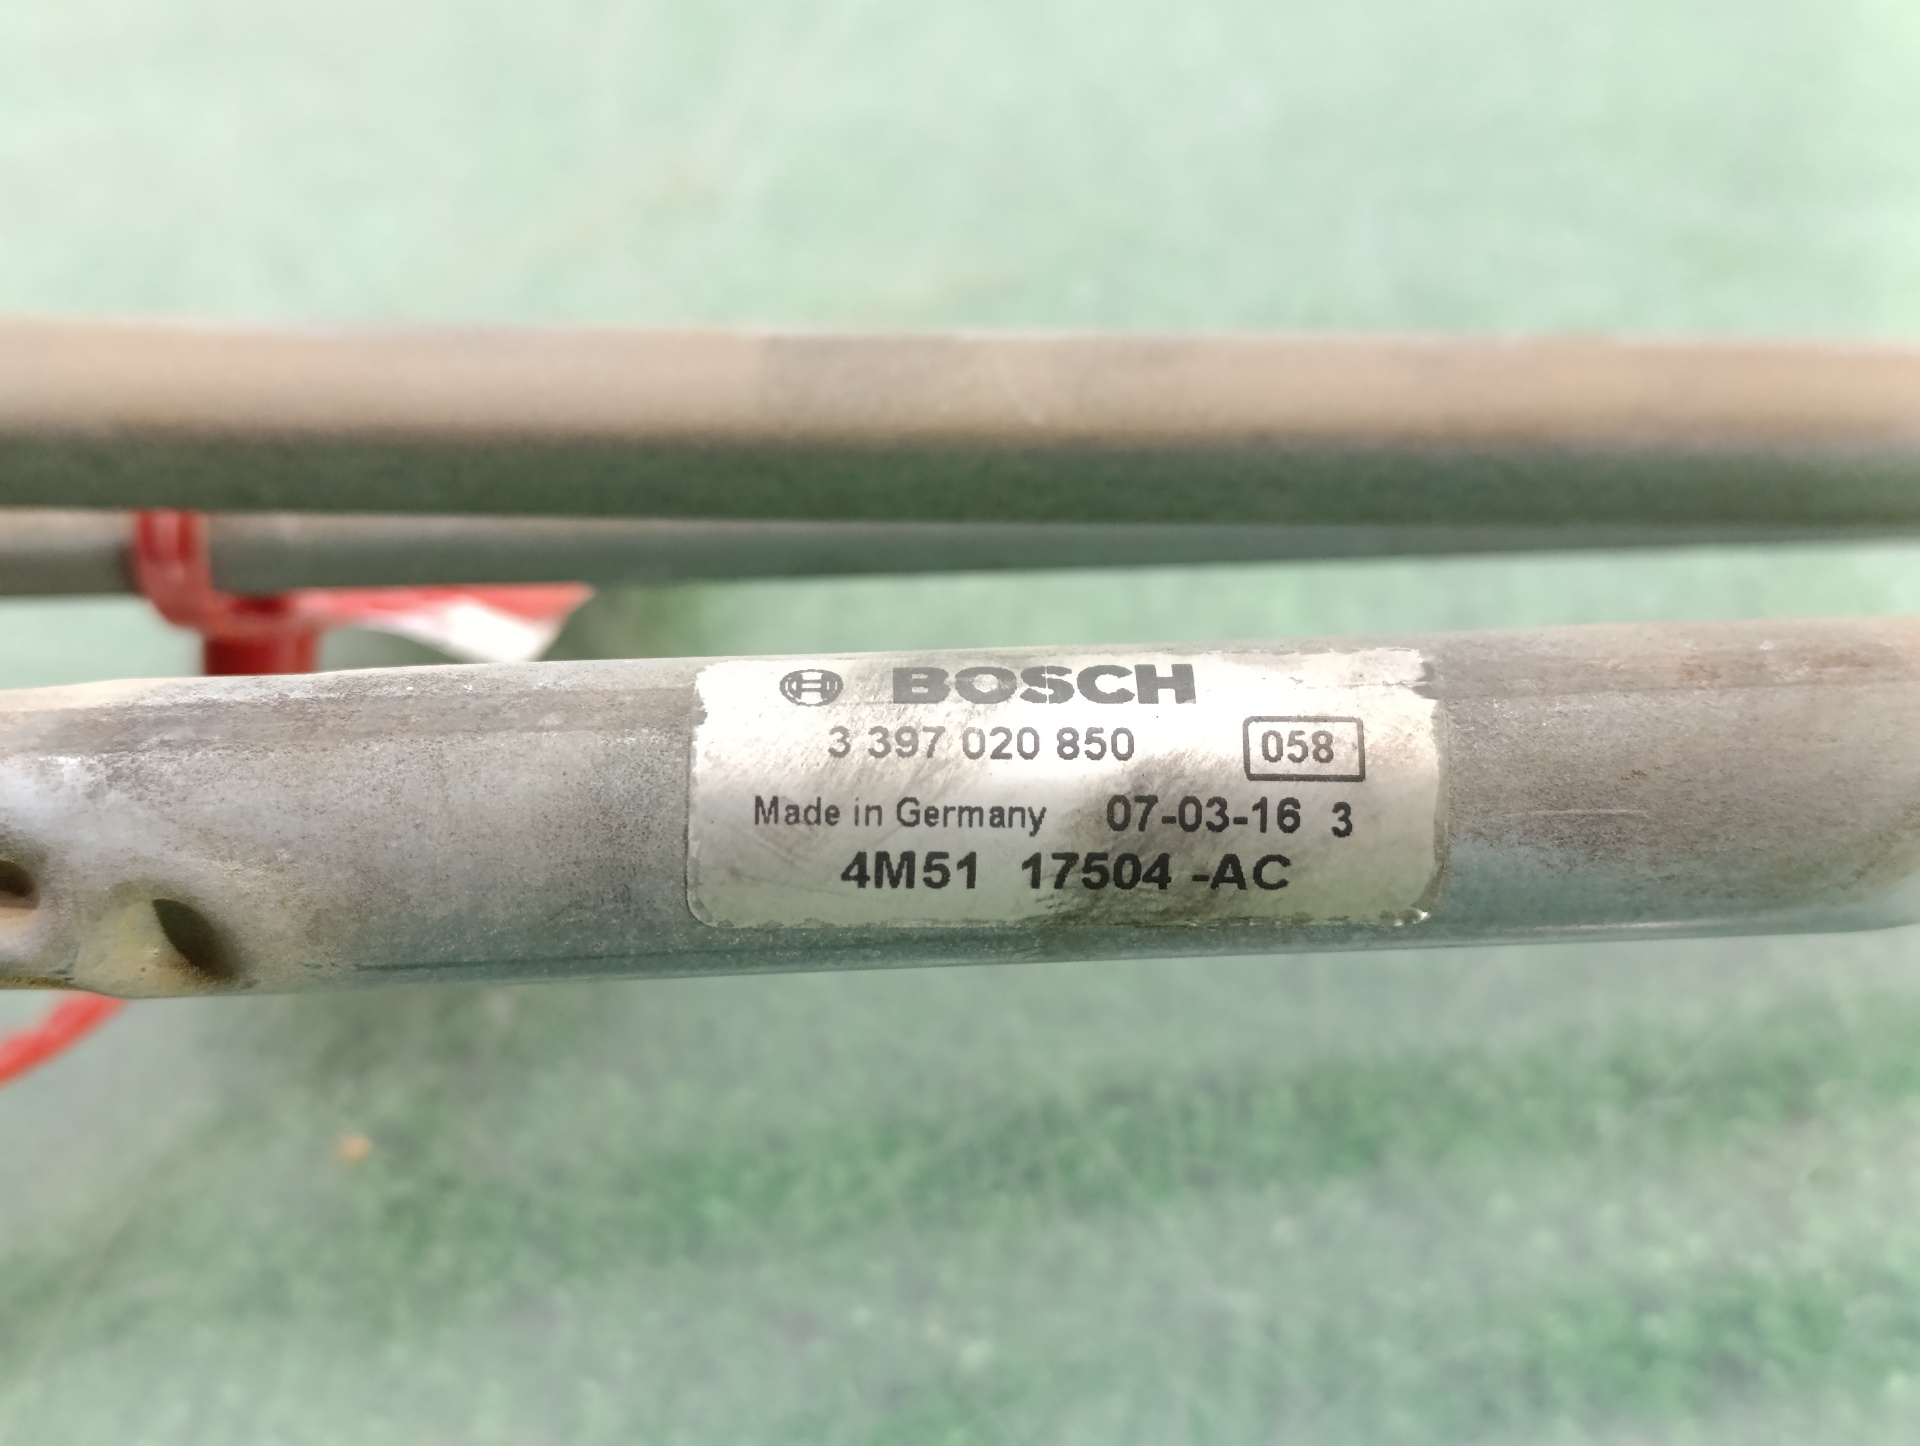 BOSCH
3 397 020 850 058
Made in Germany 07-03-16 3
4M51 17504 -AC